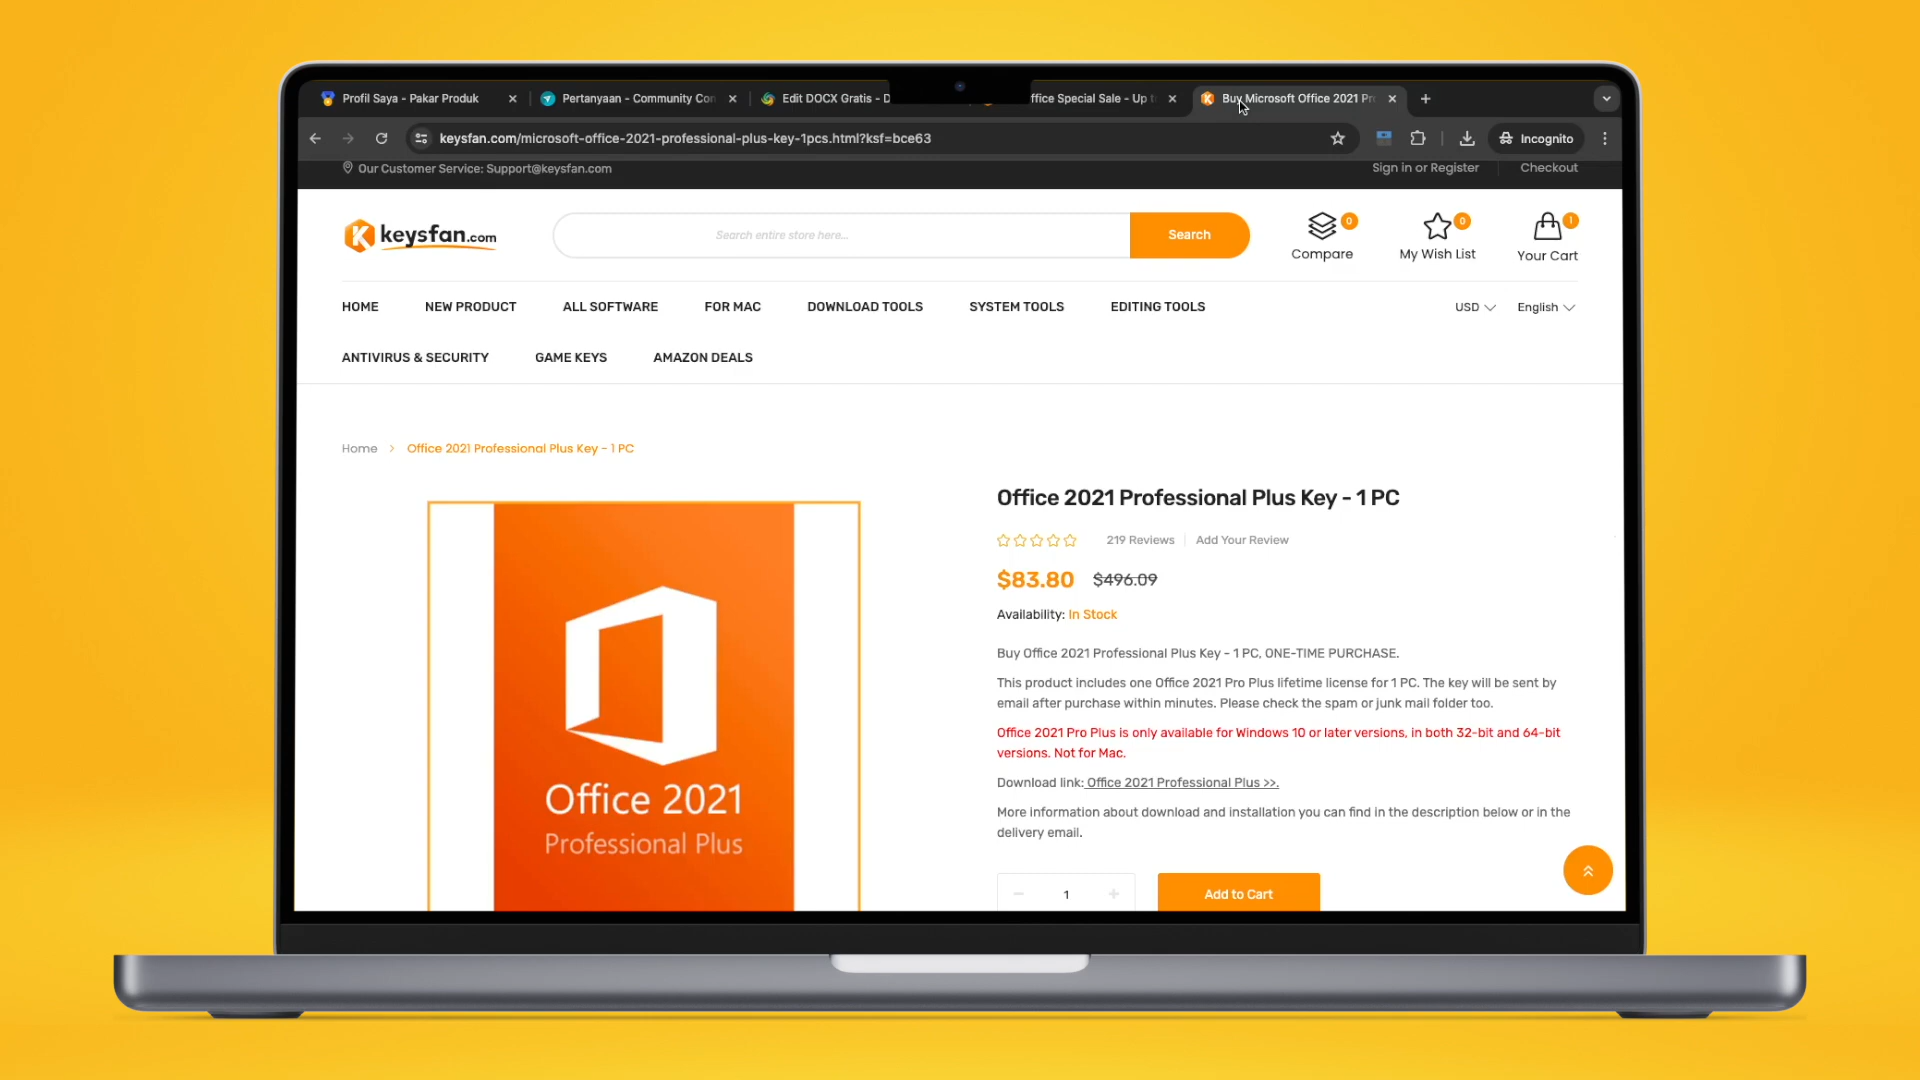 Profil Saya - Pakar Produk
Pertanyaan - Community Con
Edit DOCX Gratis - D
ffice Special Sale - Up t
Buy Microsoft Office 2021 Pr
keysfan.com/microsoft-office-2021-professional-plus-key-1pcs.html?ksf=bce63
Incognito
Our Customer Service: Support@keysfan.com
Sign in or Register
Checkout
keysfan.com
Search entire store here...
Search
0
Compare
0
My Wish List
1
Your Cart
HOME
NEW PRODUCT
ALL SOFTWARE
FOR MAC
DOWNLOAD TOOLS
SYSTEM TOOLS
EDITING TOOLS
USD
English
ANTIVIRUS & SECURITY
GAME KEYS
AMAZON DEALS
Home > Office 2021 Professional Plus Key - 1 PC
Office 2021
Professional Plus
Office 2021 Professional Plus Key - 1 PC
219 Reviews
Add Your Review
$83.80 $496.09
Availability: In Stock
Buy Office 2021 Professional Plus Key - 1 PC, ONE-TIME PURCHASE.
This product includes one Office 2021 Pro Plus lifetime license for 1 PC. The key will be sent by
email after purchase within minutes. Please check the spam or junk mail folder too.
Office 2021 Pro Plus is only available for Windows 10 or later versions, in both 32-bit and 64-bit
versions. Not for Mac.
Download link: Office 2021 Professional Plus >>.
More information about download and installation you can find in the description below or in the
delivery email.
1
Add to Cart